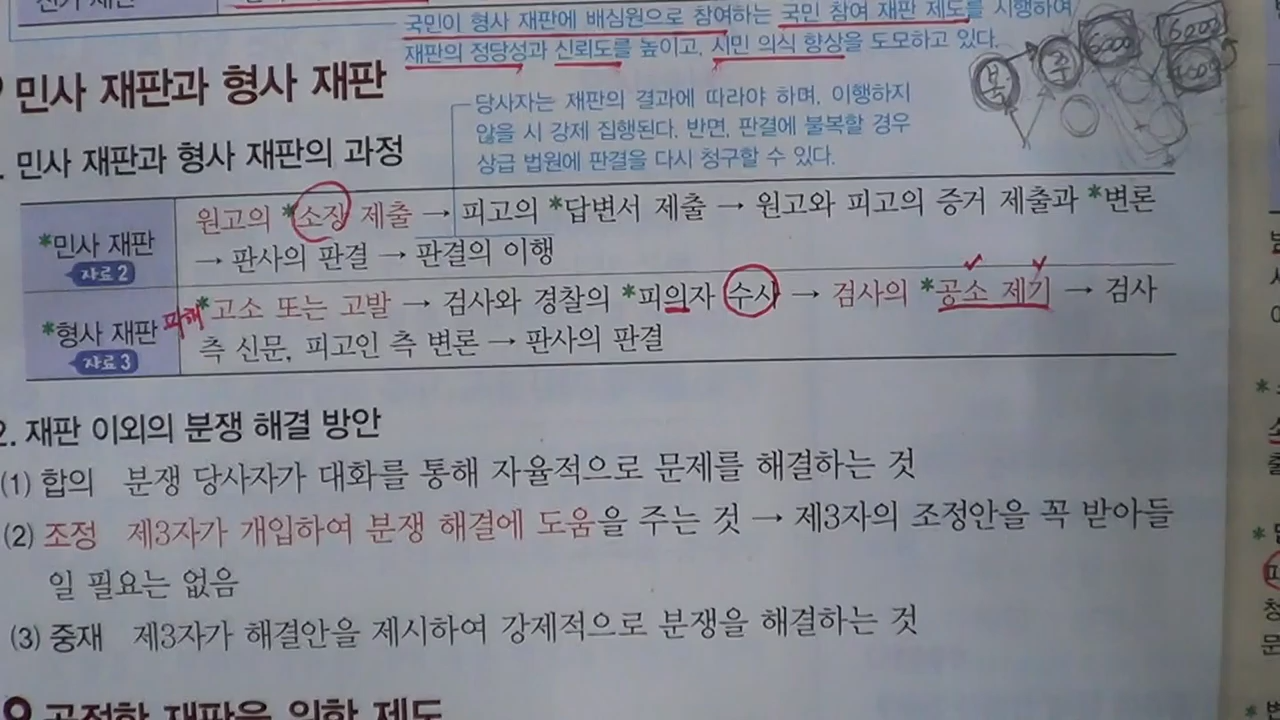 국민이 형사 재판에 배심원으로 참여하는 국민 참여 재판 제도를 시행하여
재판의 정당성과 신뢰도를 높이고, 시민 의식 향상을 도모하고 있다.
민사 재판과 형사 재판
당사자는 재판의 결과에 따라야 하며, 이행하지
않을 시 강제 집행된다. 반면, 판결에 불복할 경우
상급 법원에 판결을 다시 청구할 수 있다.
민사 재판과 형사 재판의 과정
*민사 재판
자료 2
원고의 *소장 제출 → 피고의 *답변서 제출 → 원고와 피고의 증거 제출과 *변론
→ 판사의 판결 → 판결의 이행
*형사 재판
자료 3
피해
*고소 또는 고발 → 검사와 경찰의 *피의자 수사 → 검사의 *공소 제기 → 검사
측 신문, 피고인 측 변론 → 판사의 판결
2. 재판 이외의 분쟁 해결 방안
(1) 합의 분쟁 당사자가 대화를 통해 자율적으로 문제를 해결하는 것
(2) 조정 제3자가 개입하여 분쟁 해결에 도움을 주는 것 → 제3자의 조정안을 꼭 받아들
일 필요는 없음
(3) 중재 제3자가 해결안을 제시하여 강제적으로 분쟁을 해결하는 것
공정한 재판을 위한 제도